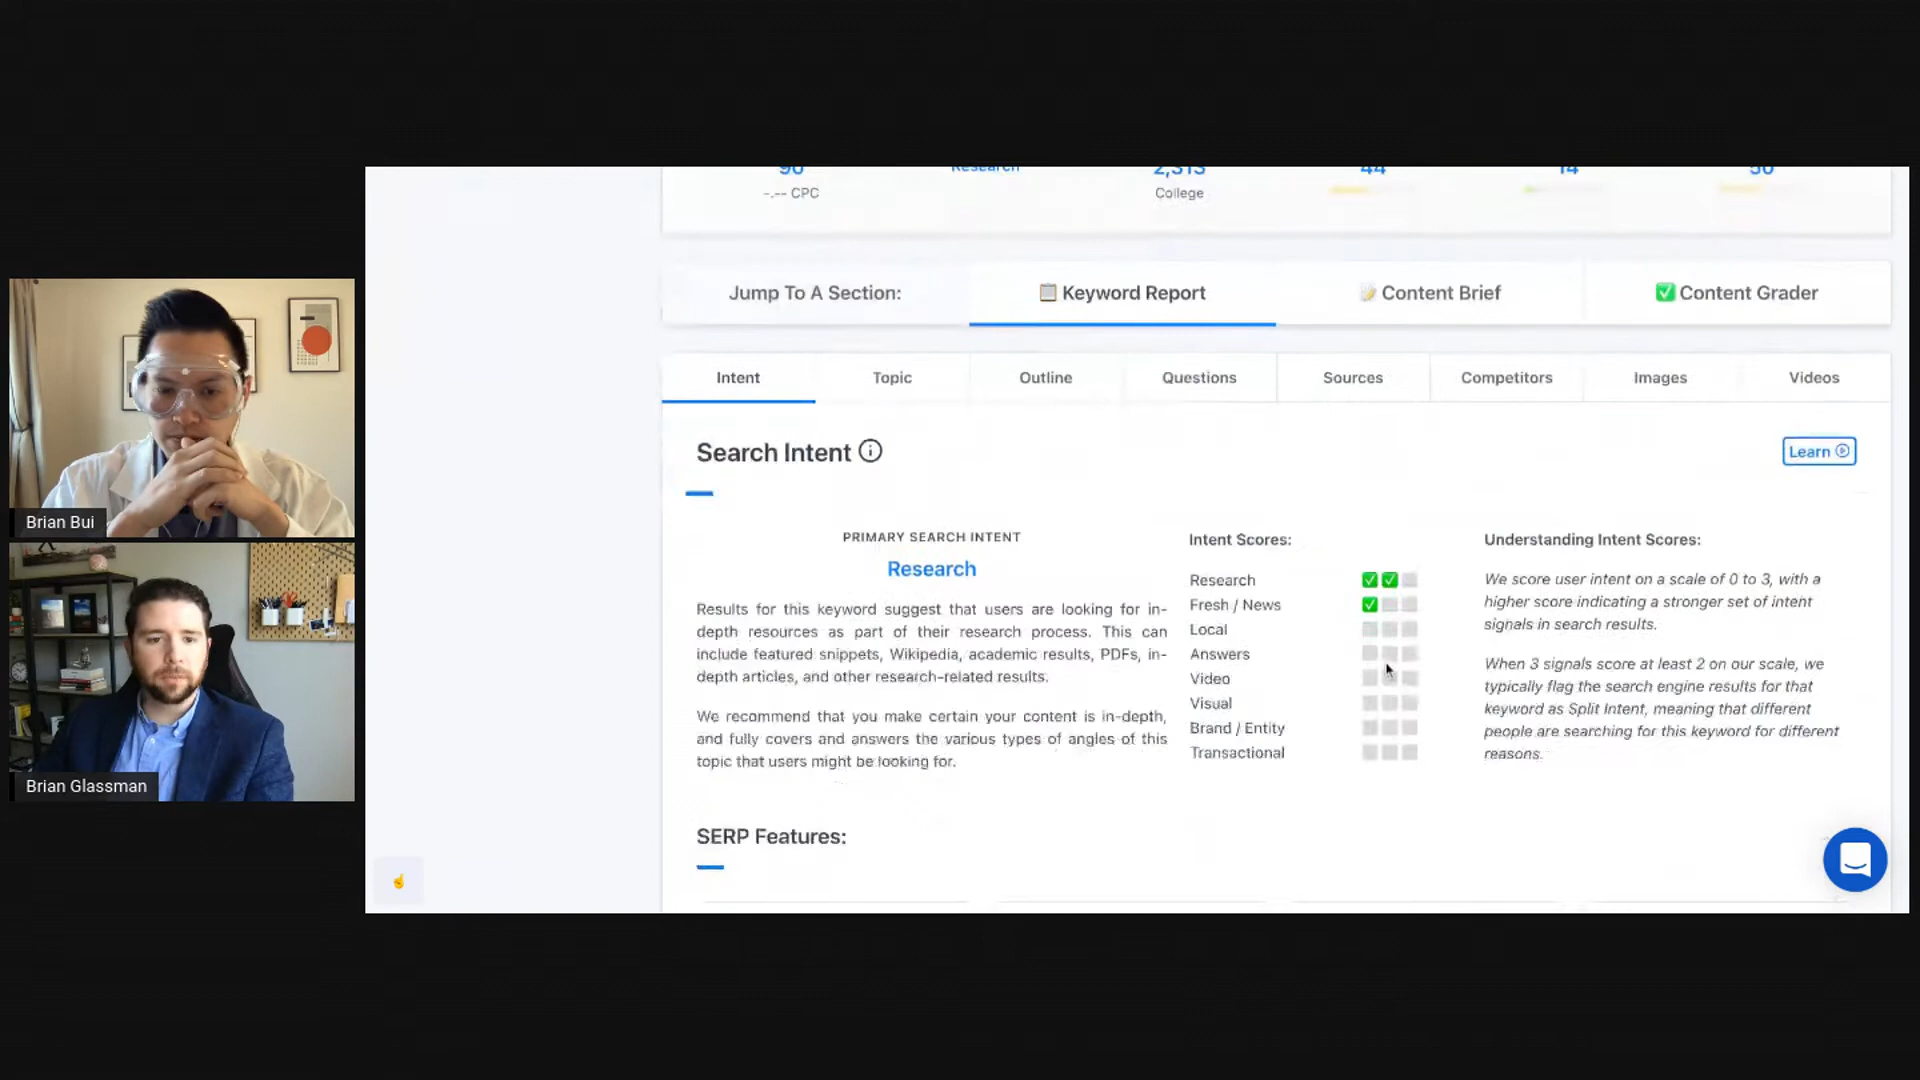 90
Research
2,313
44
14
50
-.-- CPC
College
Jump To A Section:
Keyword Report
Content Brief
Content Grader
Intent
Topic
Outline
Questions
Sources
Competitors
Images
Videos
Search Intent
Learn
PRIMARY SEARCH INTENT
Research
Results for this keyword suggest that users are looking for in-
depth resources as part of their research process. This can
include featured snippets, Wikipedia, academic results, PDFs, in-
depth articles, and other research-related results.
We recommend that you make certain your content is in-depth,
and fully covers and answers the various types of angles of this
topic that users might be looking for.
Intent Scores:
Research
Fresh / News
Local
Answers
Video
Visual
Brand / Entity
Transactional
Understanding Intent Scores:
We score user intent on a scale of 0 to 3, with a
higher score indicating a stronger set of intent
signals in search results.
When 3 signals score at least 2 on our scale, we
typically flag the search engine results for that
keyword as Split Intent, meaning that different
people are searching for this keyword for different
reasons.
SERP Features:
Brian Bui
Brian Glassman